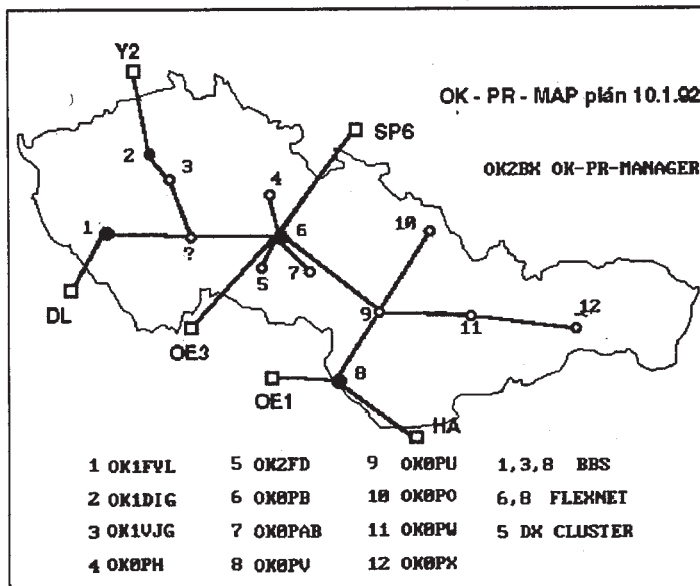 Y2
OK - PR - MAP plán 10.1.92
SP6
2
3
OK2BX OK-PR-MANAGER
4
1
6
10
?
5
7
DL
9
11
12
OE3
OE1
8
HA
1 OK1FYL 5 OK2FD 9 OK0PU 1,3,8 BBS
2 OK1DIG 6 OK0PB 10 OK0PO 6,8 FLEXNET
3 OK1VJG 7 OK0PAB 11 OK0PW 5 DX CLUSTER
4 OK0PH 8 OK0PV 12 OK0PX